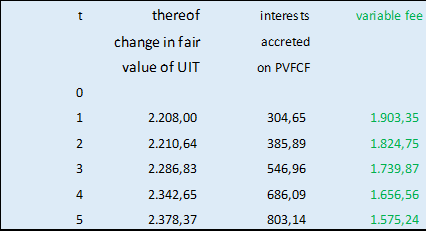 t thereof interests variable fee
change in fair accreted
value of UIT on PVFCF
0
1 2.208,00 304,65 1.903,35
2 2.210,64 385,89 1.824,75
3 2.286,83 546,96 1.739,87
4 2.342,65 686,09 1.656,56
5 2.378,37 803,14 1.575,24